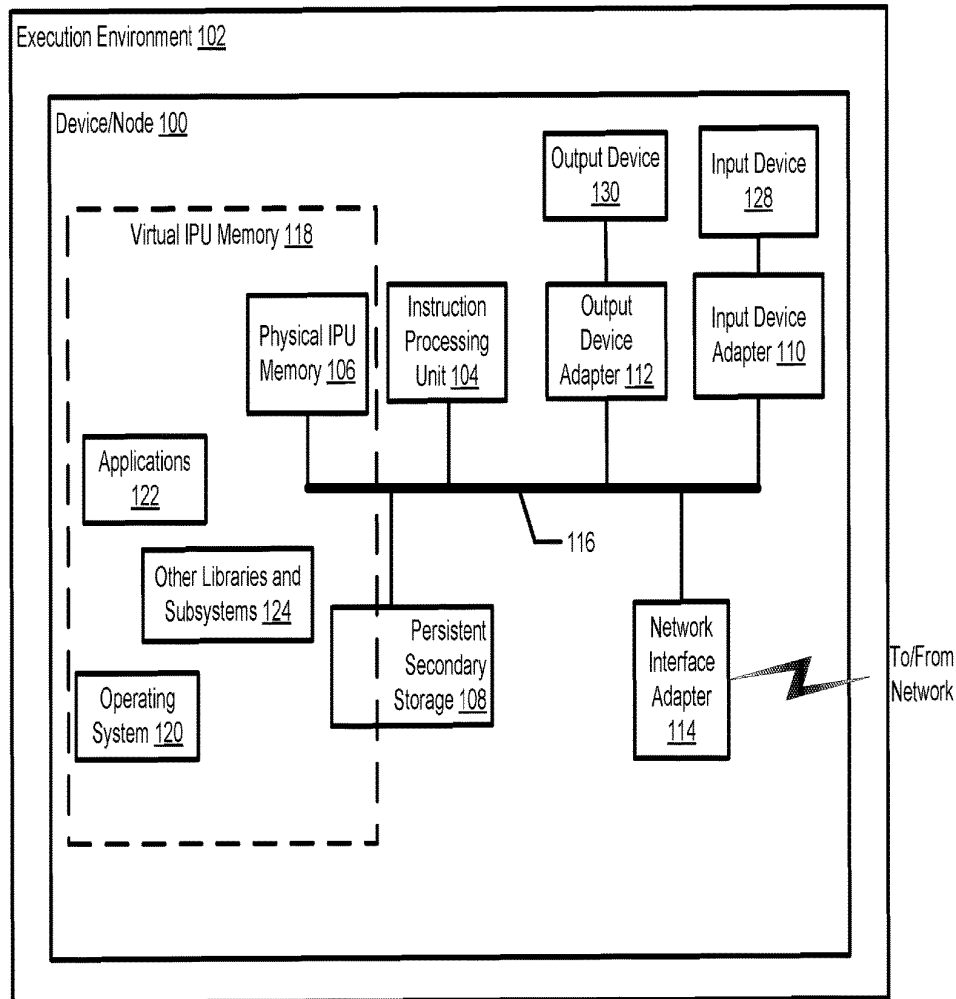 Execution Environment 102
Device/Node 100
Output Device
130
Input Device
128
Virtual IPU Memory 118
Physical IPU
Memory 106
Instruction
Processing
Unit 104
Output
Device
Adapter 112
Input Device
Adapter 110
Applications
122
116
Other Libraries and
Subsystems 124
Persistent
Secondary
Storage 108
Network
Interface
Adapter
114
To/From
Network
Operating
System 120